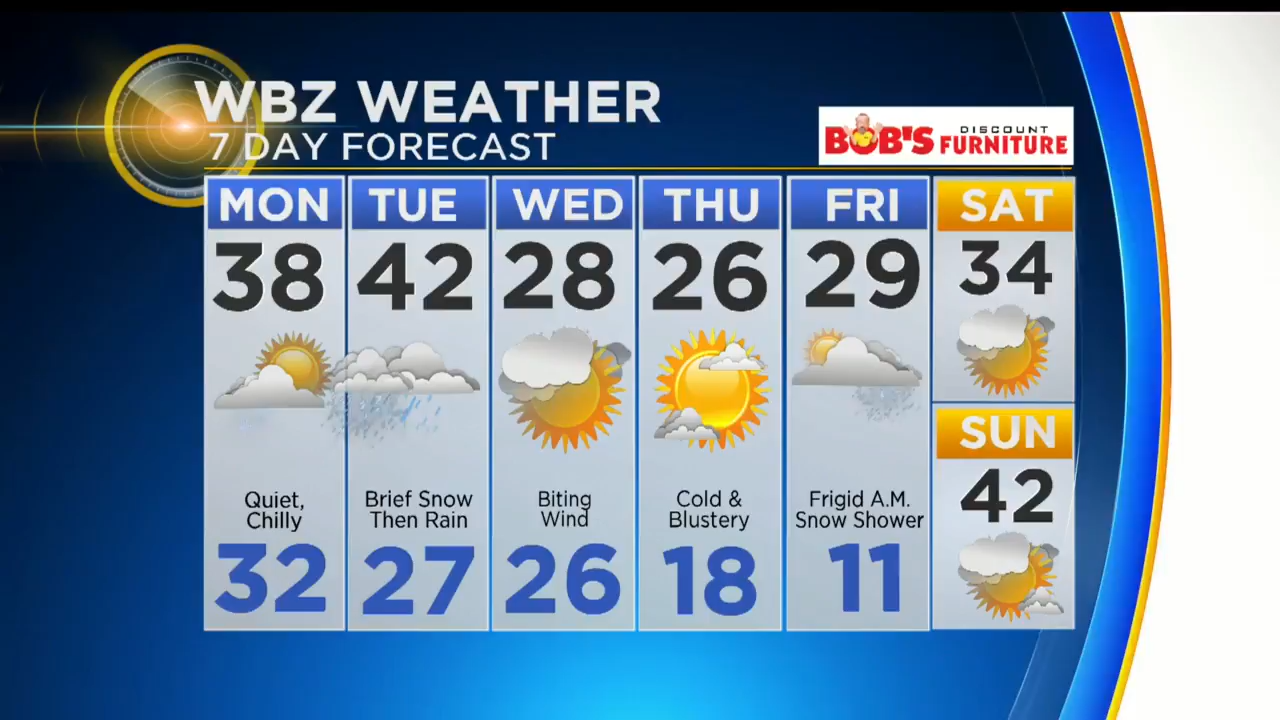 WBZ WEATHER
7 DAY FORECAST
BOB'S DISCOUNT FURNITURE
MON TUE WED THU FRI SAT
38 42 28 26 29 34
SUN
42
Quiet, Chilly
Brief Snow Then Rain
Biting Wind
Cold & Blustery
Frigid A.M. Snow Shower
32 27 26 18 11